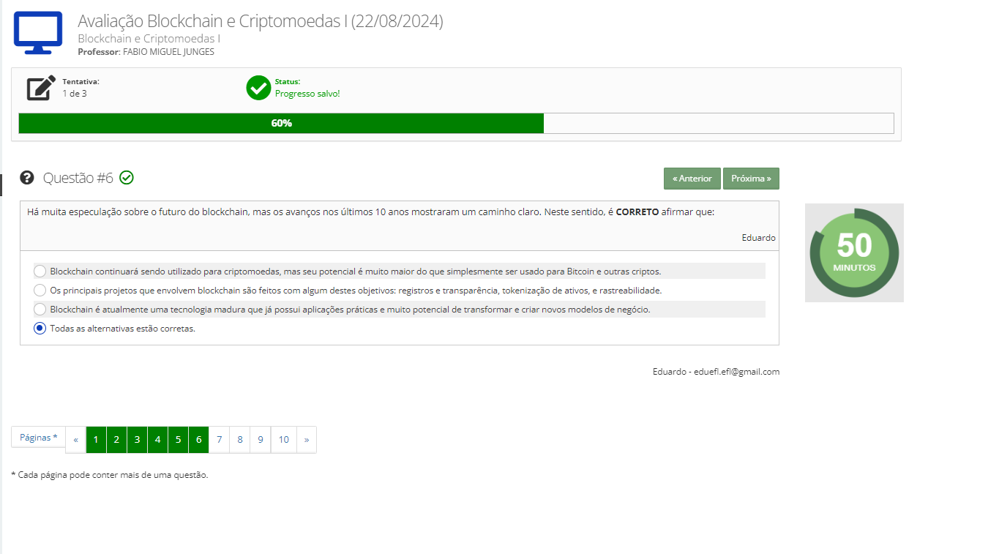 Avaliação Blockchain e Criptomoedas I (22/08/2024)
Blockchain e Criptomoedas I
Professor: FABIO MIGUEL JUNGES
Tentativa:
1 de 3
Status:
Progresso salvo!
60%
Questão #6
« Anterior
Próxima »
Há muita especulação sobre o futuro do blockchain, mas os avanços nos últimos 10 anos mostraram um caminho claro. Neste sentido, é CORRETO afirmar que:
Eduardo
50
MINUTOS
Blockchain continuará sendo utilizado para criptomoedas, mas seu potencial é muito maior do que simplesmente ser usado para Bitcoin e outras criptos.
Os principais projetos que envolvem blockchain são feitos com algum destes objetivos: registros e transparência, tokenização de ativos, e rastreabilidade.
Blockchain é atualmente uma tecnologia madura que já possui aplicações práticas e muito potencial de transformar e criar novos modelos de negócio.
Todas as alternativas estão corretas.
Eduardo - eduefl.efl@gmail.com
Páginas * « 1 2 3 4 5 6 7 8 9 10 »
* Cada página pode conter mais de uma questão.